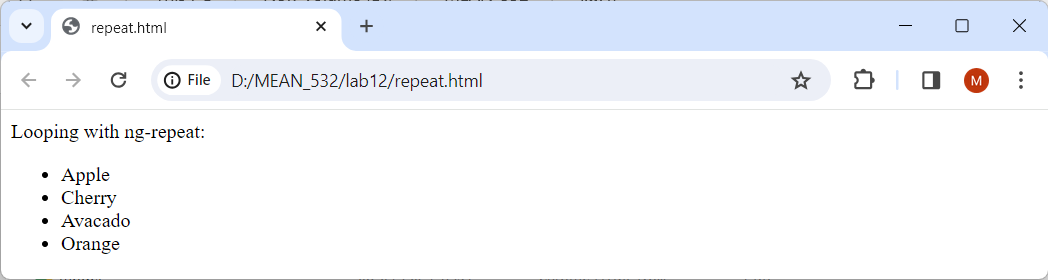 repeat.html
File D:/MEAN_532/lab12/repeat.html
M
Looping with ng-repeat:
Apple
Cherry
Avacado
Orange